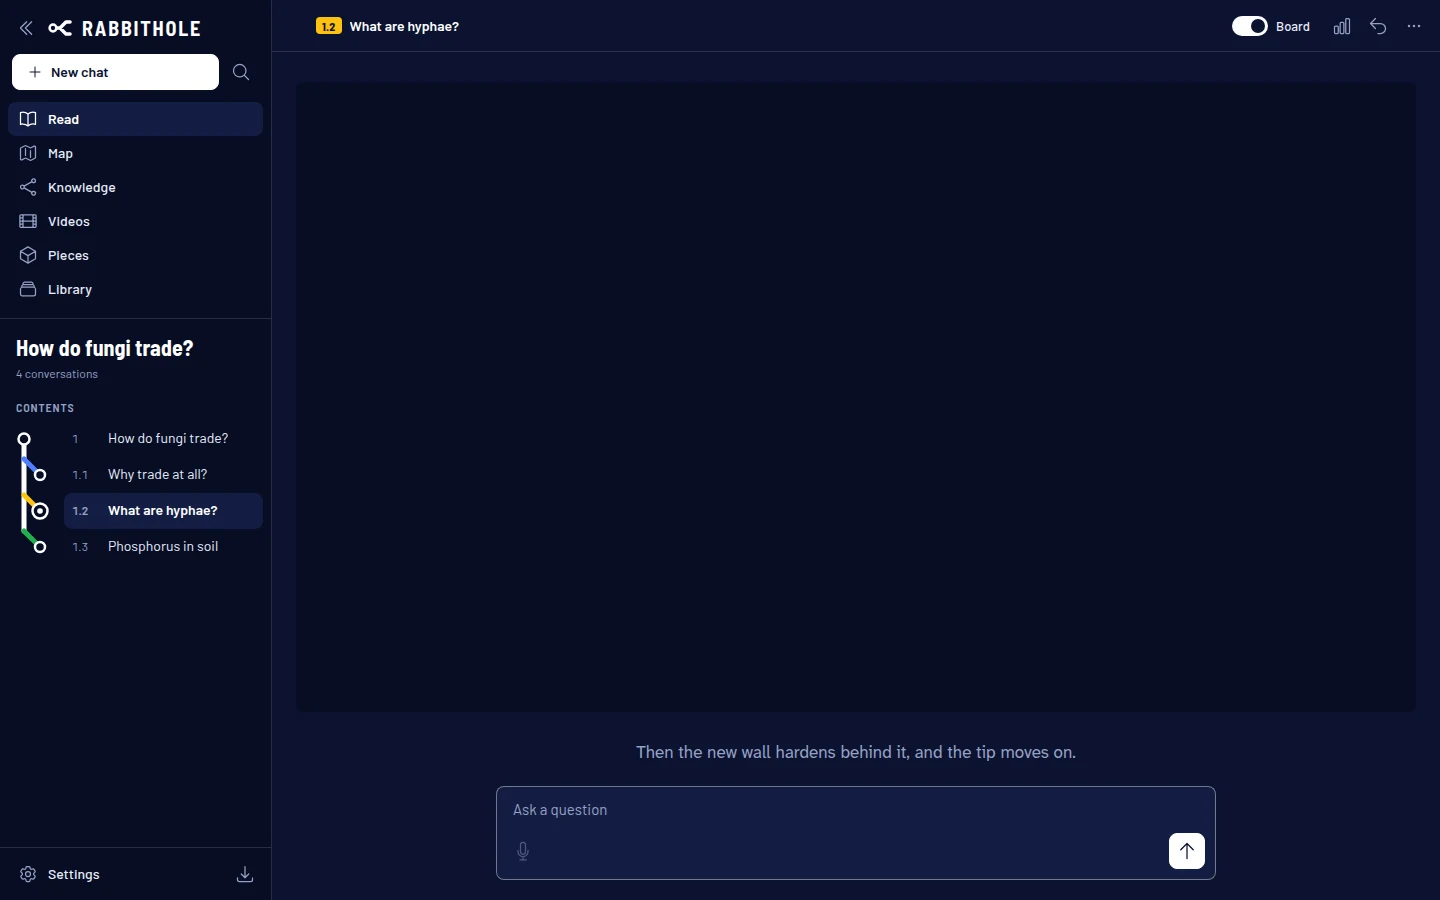 RABBITHOLE
New chat
Read
Map
Knowledge
Videos
Pieces
Library
How do fungi trade?
4 conversations
CONTENTS
1 How do fungi trade?
1.1 Why trade at all?
1.2 What are hyphae?
1.3 Phosphorus in soil
Settings
1.2 What are hyphae?
Board
Then the new wall hardens behind it, and the tip moves on.
Ask a question